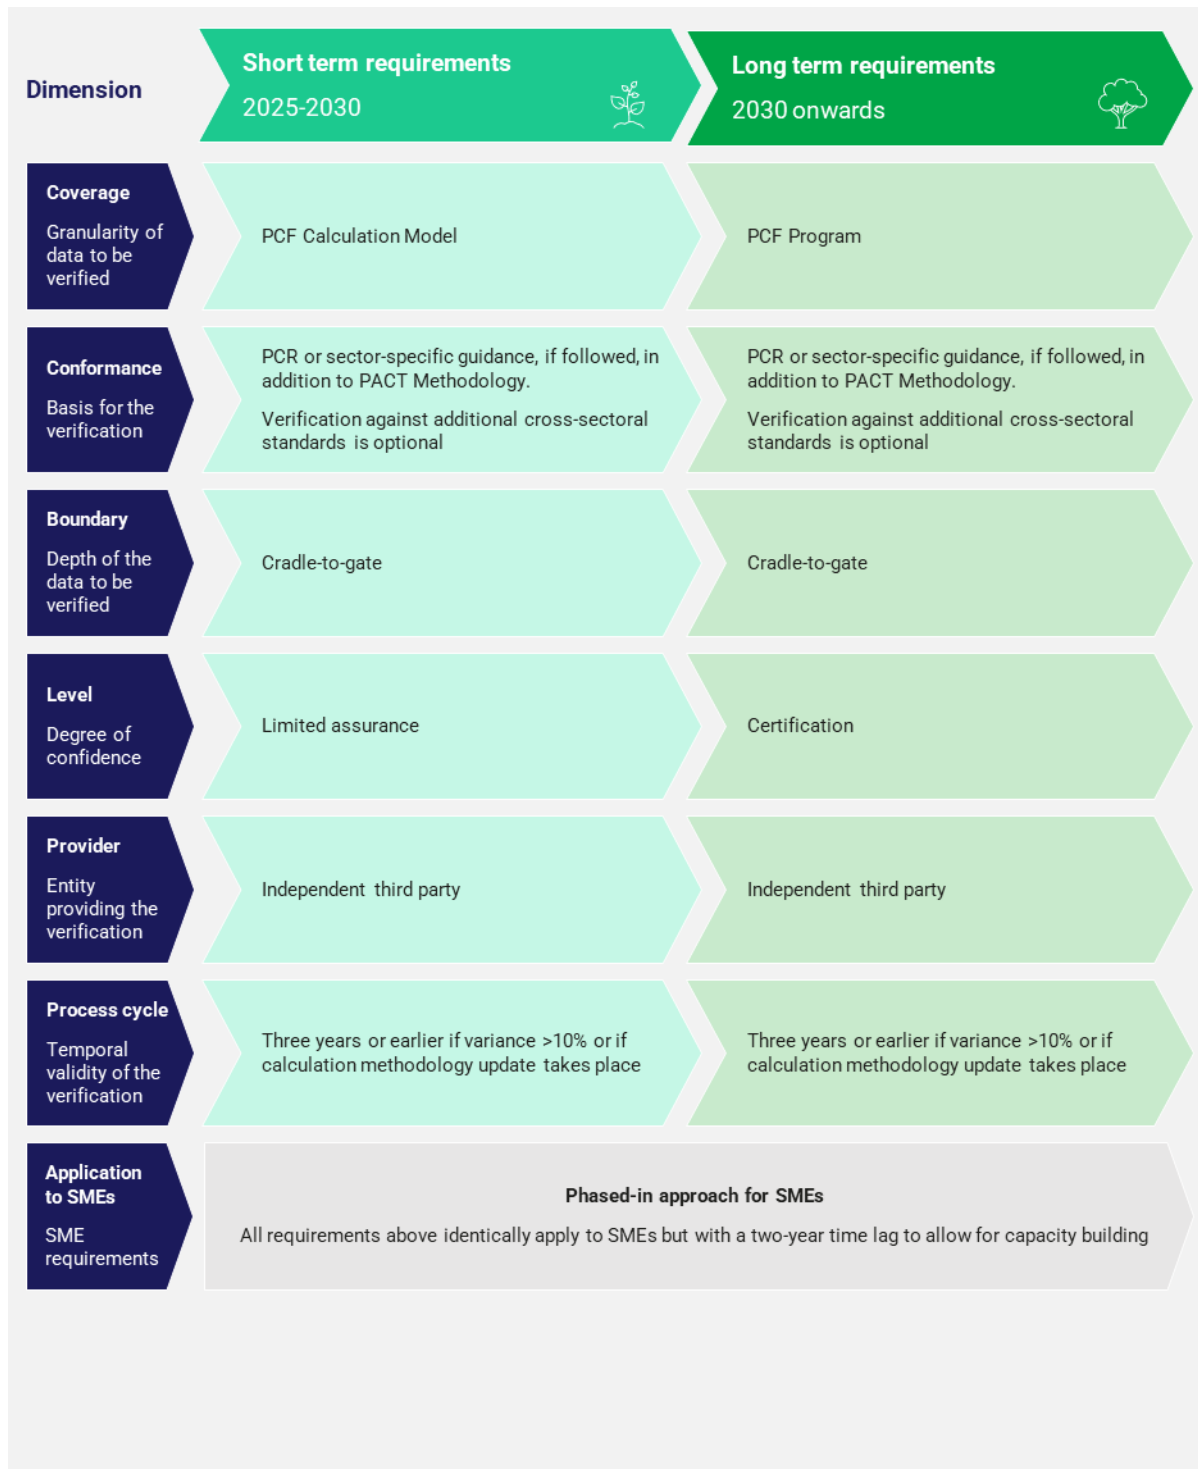 Dimension
Short term requirements
2025-2030
Long term requirements
2030 onwards
Coverage
Granularity of
data to be
verified
PCF Calculation Model
PCF Program
Conformance
Basis for the
verification
PCR or sector-specific guidance, if followed, in
addition to PACT Methodology.
Verification against additional cross-sectoral
standards is optional
PCR or sector-specific guidance, if followed, in
addition to PACT Methodology.
Verification against additional cross-sectoral
standards is optional
Boundary
Depth of the
data to be
verified
Cradle-to-gate
Cradle-to-gate
Level
Degree of
confidence
Limited assurance
Certification
Provider
Entity
providing the
verification
Independent third party
Independent third party
Process cycle
Temporal
validity of the
verification
Three years or earlier if variance >10% or if
calculation methodology update takes place
Three years or earlier if variance >10% or if
calculation methodology update takes place
Application
to SMEs
SME
requirements
Phased-in approach for SMEs
All requirements above identically apply to SMEs but with a two-year time lag to allow for capacity building